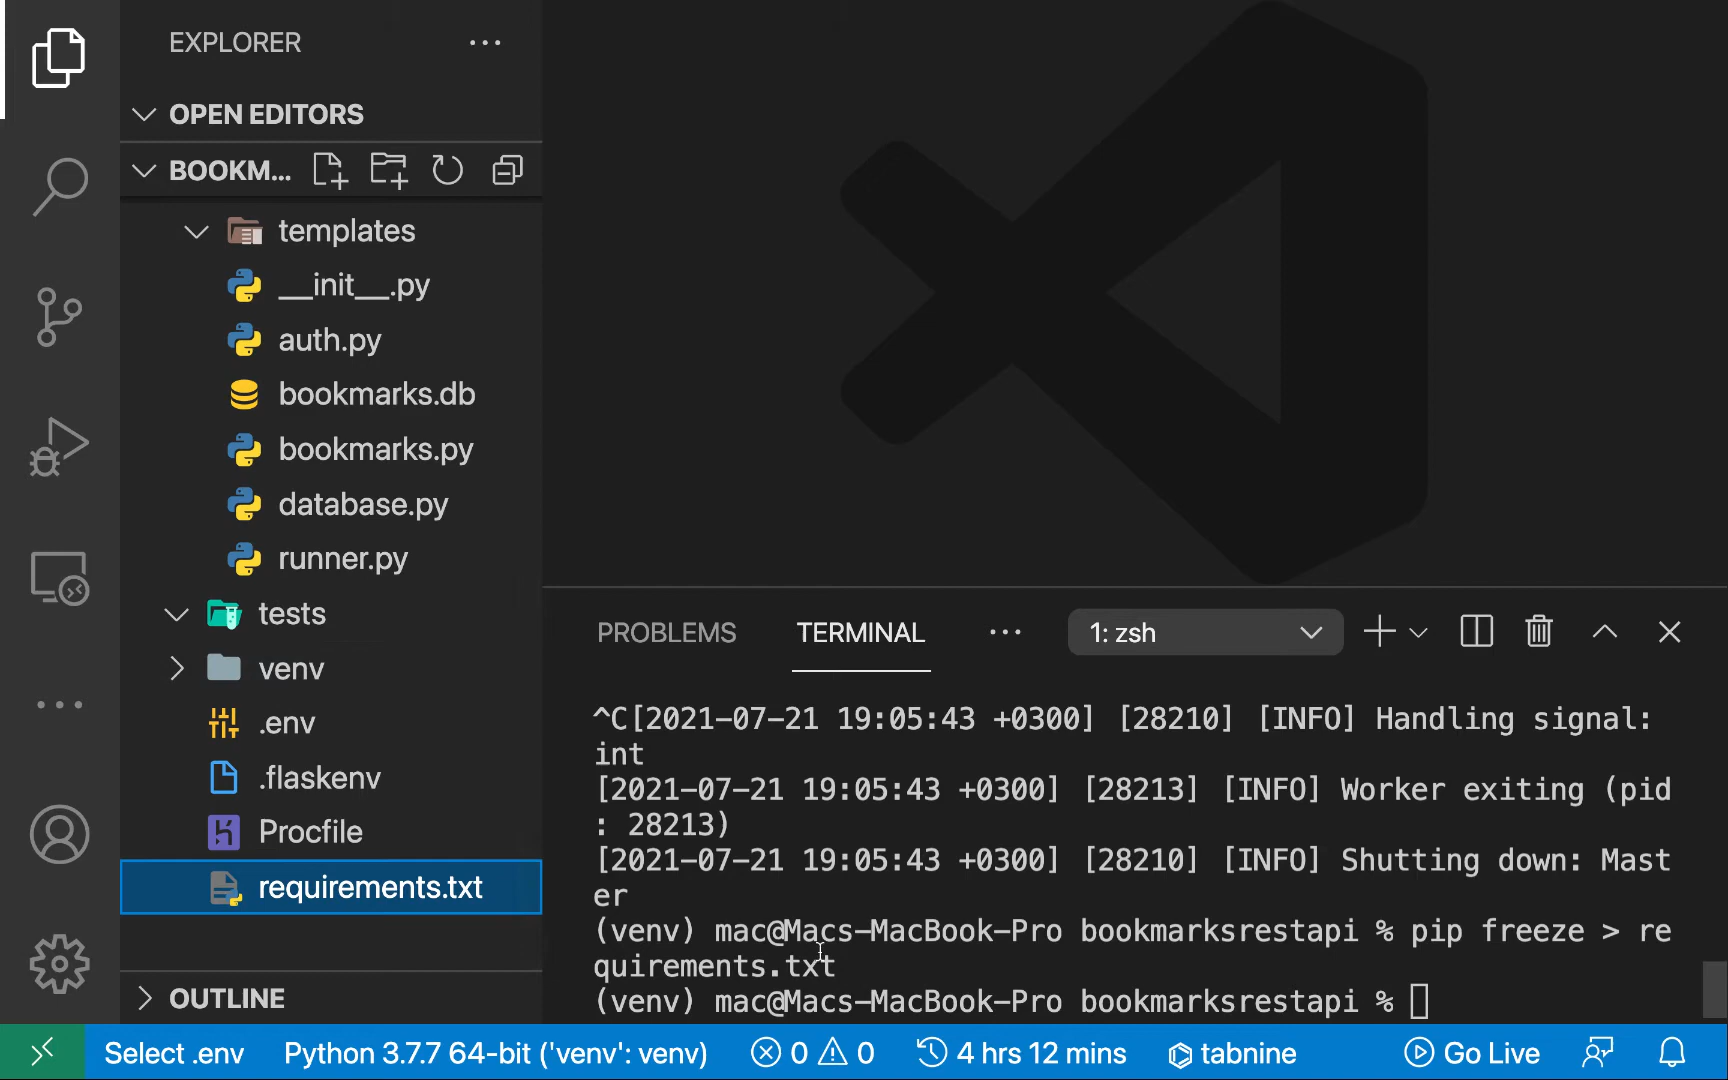 EXPLORER
OPEN EDITORS
BOOKM...
templates
__init__.py
auth.py
bookmarks.db
bookmarks.py
database.py
runner.py
tests
venv
.env
.flaskenv
Procfile
requirements.txt
OUTLINE
PROBLEMS TERMINAL 1: zsh
^C[2021-07-21 19:05:43 +0300] [28210] [INFO] Handling signal:
int
[2021-07-21 19:05:43 +0300] [28213] [INFO] Worker exiting (pid
: 28213)
[2021-07-21 19:05:43 +0300] [28210] [INFO] Shutting down: Mast
er
(venv) mac@Macs-MacBook-Pro bookmarksrestapi % pip freeze > re
quirements.txt
(venv) mac@Macs-MacBook-Pro bookmarksrestapi %
Select .env Python 3.7.7 64-bit ('venv': venv) 0 0 4 hrs 12 mins tabnine Go Live